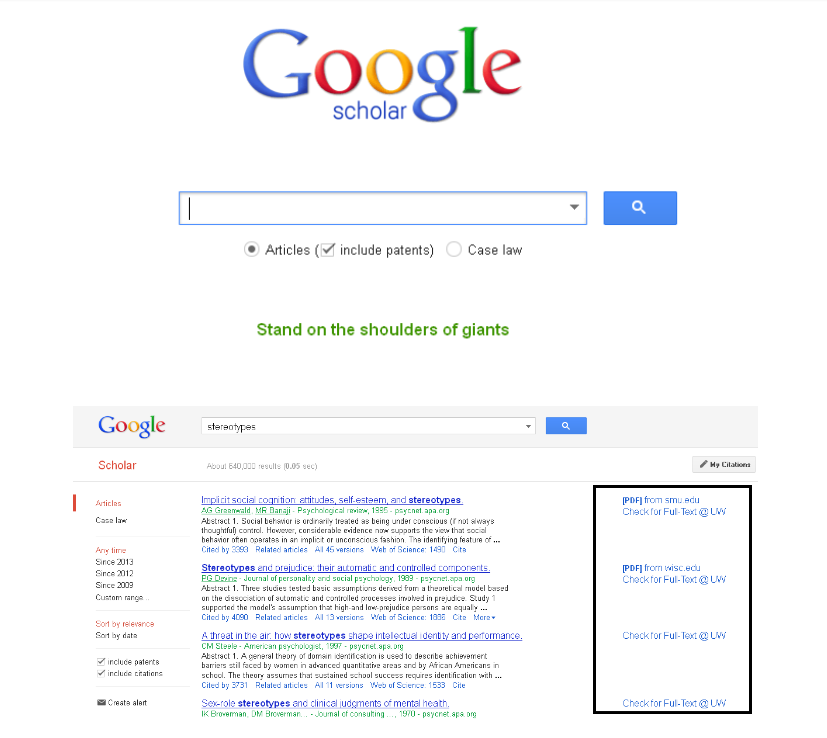 Google
scholar
Articles (include patents) Case law
Stand on the shoulders of giants
Google
stereotypes
Scholar
About 640,000 results (0.05 sec)
My Citations
Articles
Case law
Any time
Since 2013
Since 2012
Since 2009
Custom range...
Sort by relevance
Sort by date
include patents
include citations
Create alert
Implicit social cognition: attitudes, self-esteem, and stereotypes.
AG Greenwald, MR Banaji - Psychological review, 1995 - psycnet.apa.org
Abstract 1. Social behavior is ordinarily treated as being under conscious (if not always
thoughtful) control. However, considerable evidence now supports the view that social
behavior often operates in an implicit or unconscious fashion. The identifying feature of ...
Cited by 3393 Related articles All 45 versions Web of Science: 1490 Cite
[PDF] from smu.edu
Check for Full-Text @ UW
Stereotypes and prejudice: their automatic and controlled components.
PG Devine - Journal of personality and social psychology, 1989 - psycnet.apa.org
Abstract 1. Three studies tested basic assumptions derived from a theoretical model based
on the dissociation of automatic and controlled processes involved in prejudice. Study 1
supported the model's assumption that high-and low-prejudice persons are equally ...
Cited by 4090 Related articles All 13 versions Web of Science: Cite More
[PDF] from wisc.edu
Check for Full-Text @ UW
A threat in the air: how stereotypes shape intellectual identity and performance.
CM Steele - American psychologist, 1997 - psycnet.apa.org
Abstract 1. A general theory of domain identification is used to describe achievement
barriers still faced by women in advanced quantitative areas and by African Americans in
school. The theory assumes that sustained school success requires identification with ...
Cited by 3731 Related articles All 11 versions Web of Science: 1533 Cite
Check for Full-Text @ UW
Sex-role stereotypes and clinical judgments of mental health.
IK Broverman, DM Broverman... - Journal of consulting ..., 1970 - psycnet.apa.org
Check for Full-Text @ UW